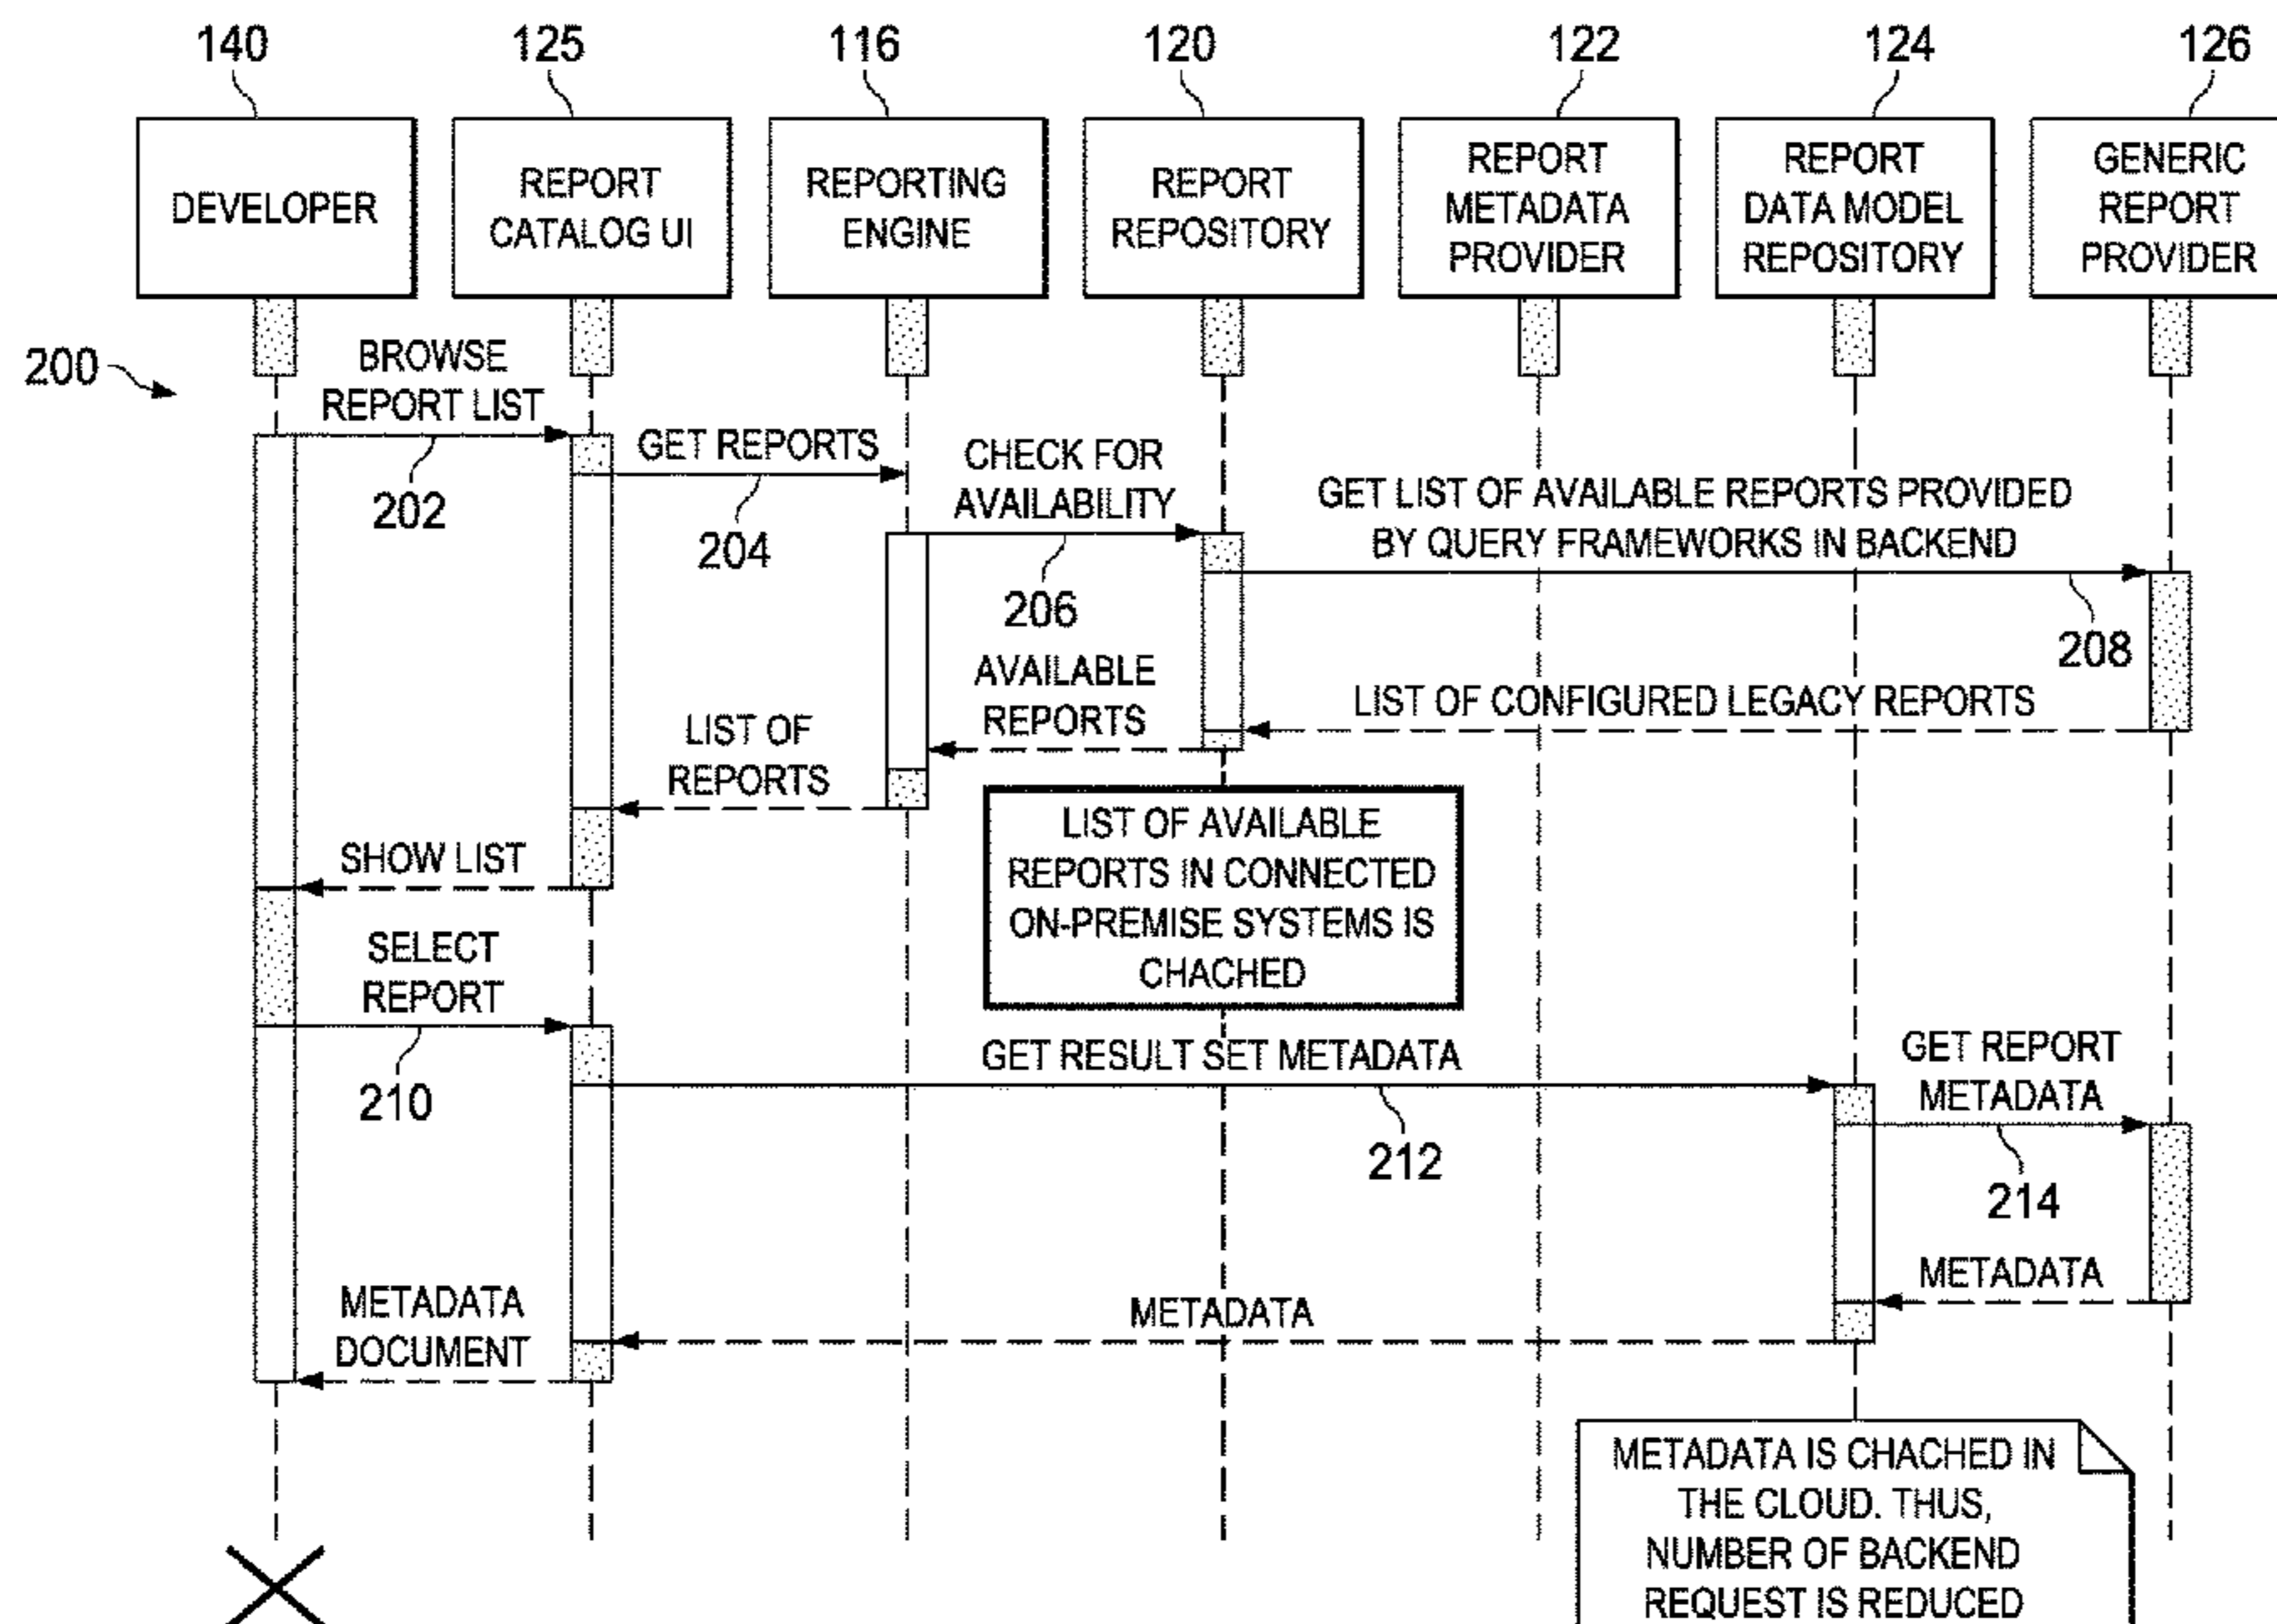 140
125
116
120
122
124
126
DEVELOPER
REPORT
CATALOG UI
REPORTING
ENGINE
REPORT
REPOSITORY
REPORT
METADATA
PROVIDER
REPORT
DATA MODEL
REPOSITORY
GENERIC
REPORT
PROVIDER
200
BROWSE
REPORT LIST
202
GET REPORTS
204
CHECK FOR
AVAILABILITY
206
GET LIST OF AVAILABLE REPORTS PROVIDED
BY QUERY FRAMEWORKS IN BACKEND
208
LIST OF CONFIGURED LEGACY REPORTS
AVAILABLE
REPORTS
LIST OF
REPORTS
SHOW LIST
LIST OF AVAILABLE
REPORTS IN CONNECTED
ON-PREMISE SYSTEMS IS
CHACHED
SELECT
REPORT
210
GET RESULT SET METADATA
212
GET REPORT
METADATA
214
METADATA
METADATA
METADATA
DOCUMENT
METADATA IS CHACHED IN
THE CLOUD. THUS,
NUMBER OF BACKEND
REQUEST IS REDUCED